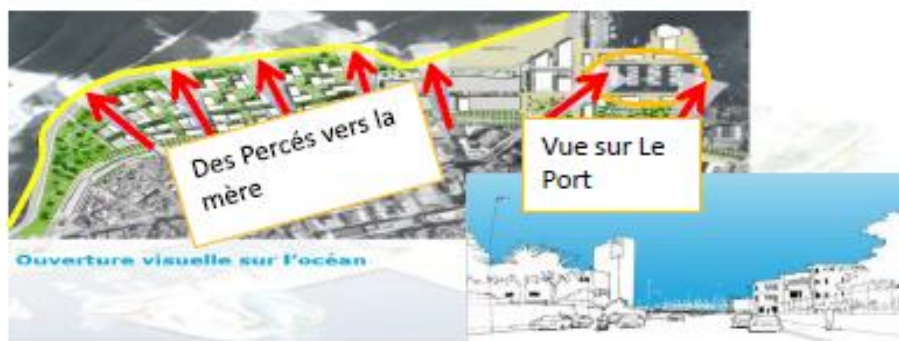 Des Percés vers la
mère
Vue sur Le
Port
Ouverture visuelle sur l'océan